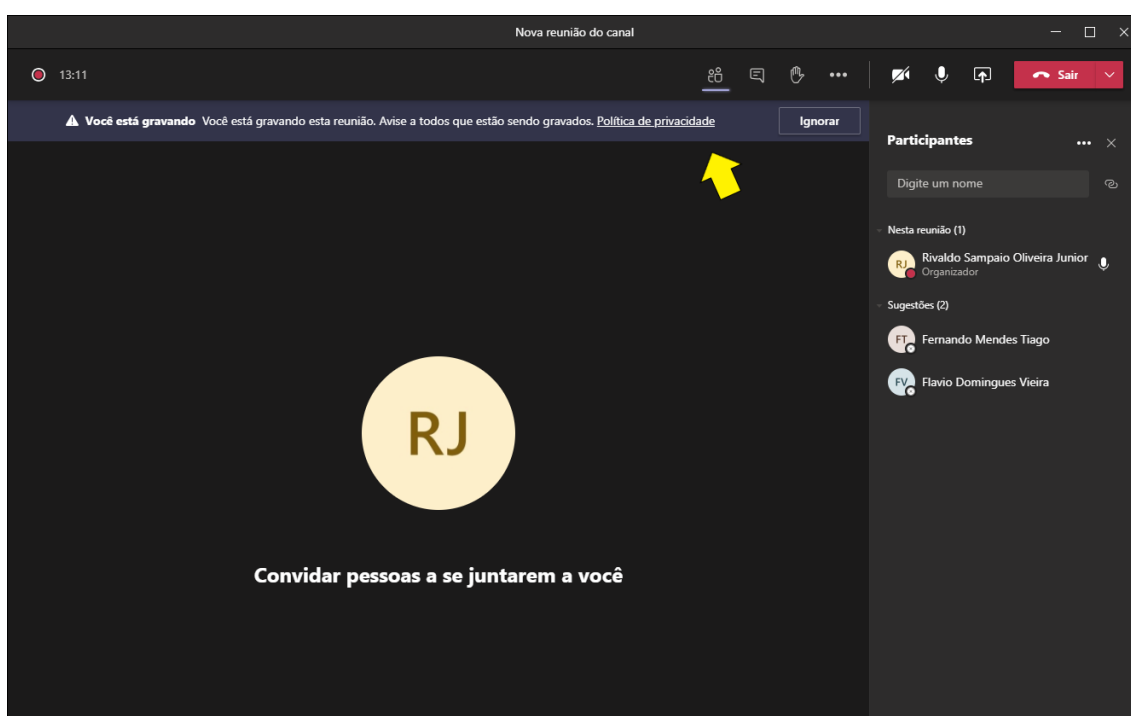 Nova reunião do canal
13:11
Sair
Você está gravando Você está gravando esta reunião. Avise a todos que estão sendo gravados. Política de privacidade
Ignorar
Participantes
Digite um nome
Nesta reunião (1)
RJ
Rivaldo Sampaio Oliveira Junior
Organizador
Sugestões (2)
FT
Fernando Mendes Tiago
FV
Flavio Domingues Vieira
RJ
Convidar pessoas a se juntarem a você